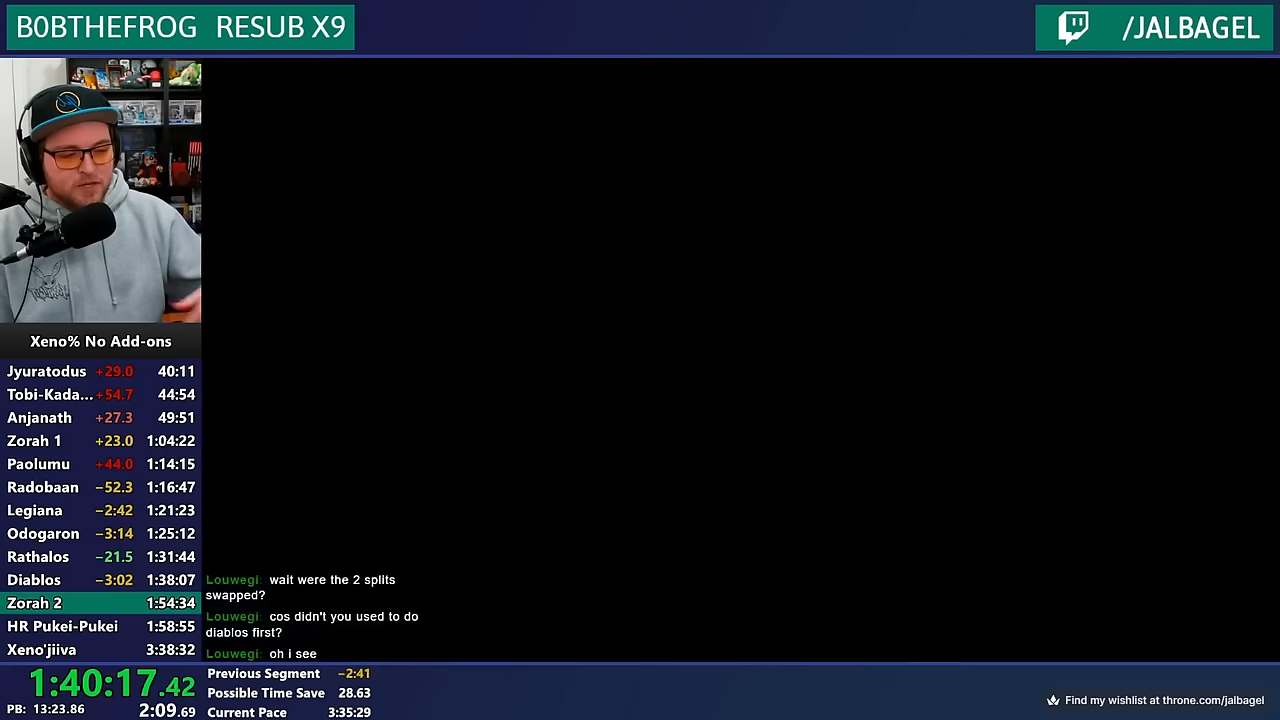 B0BTHEFROG RESUB X9
/JALBAGEL
Xeno% No Add-ons
Jyuratodus +29.0 40:11
Tobi-Kada... +54.7 44:54
Anjanath +27.3 49:51
Zorah 1 +23.0 1:04:22
Paolumu +44.0 1:14:15
Radobaan −52.3 1:16:47
Legiana −2:42 1:21:23
Odogaron −3:14 1:25:12
Rathalos −21.5 1:31:44
Diablos −3:02 1:38:07
Zorah 2 1:54:34
HR Pukei-Pukei 1:58:55
Xeno'jiiva 3:38:32
1:40:17.42
PB: 13:23.86 2:09.69
Louwegi: wait were the 2 splits
swapped?
Louwegi: cos didn't you used to do
diablos first?
Louwegi: oh i see
Previous Segment −2:41
Possible Time Save 28.63
Current Pace 3:35:29
Find my wishlist at throne.com/jalbagel